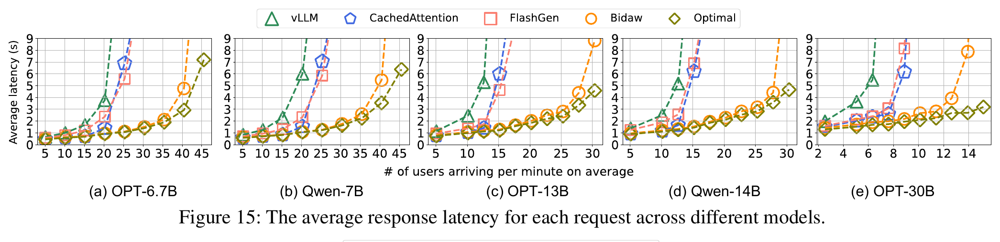 vLLM CachedAttention FlashGen Bidaw Optimal
Average latency (s)
9 8 7 6 5 4 3 2 1 0
5 10 15 20 25 30 35 40 45
9 8 7 6 5 4 3 2 1 0
5 10 15 20 25 30 35 40 45
9 8 7 6 5 4 3 2 1 0
5 10 15 20 25 30
9 8 7 6 5 4 3 2 1 0
5 10 15 20 25 30
9 8 7 6 5 4 3 2 1 0
2 4 6 8 10 12 14
# of users arriving per minute on average
(a) OPT-6.7B (b) Qwen-7B (c) OPT-13B (d) Qwen-14B (e) OPT-30B
Figure 15: The average response latency for each request across different models.